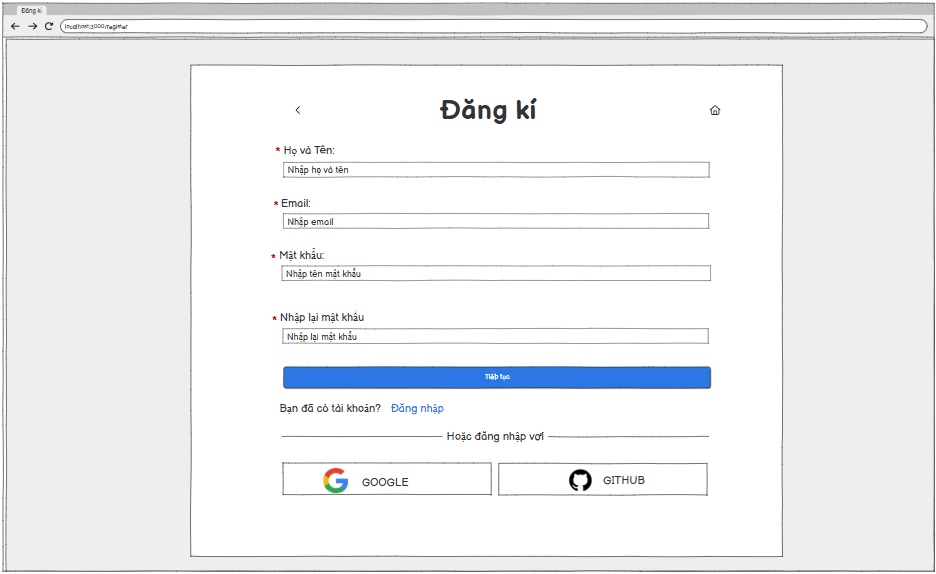 Đăng kí
localhost:3000/register
Đăng kí
* Họ và Tên:
Nhập họ và tên
* Email:
Nhập email
* Mật khẩu:
Nhập tên mật khẩu
* Nhập lại mật khẩu
Nhập lại mật khẩu
Tiếp tục
Bạn đã có tài khoản? Đăng nhập
Hoặc đăng nhập vơi
GOOGLE
GITHUB